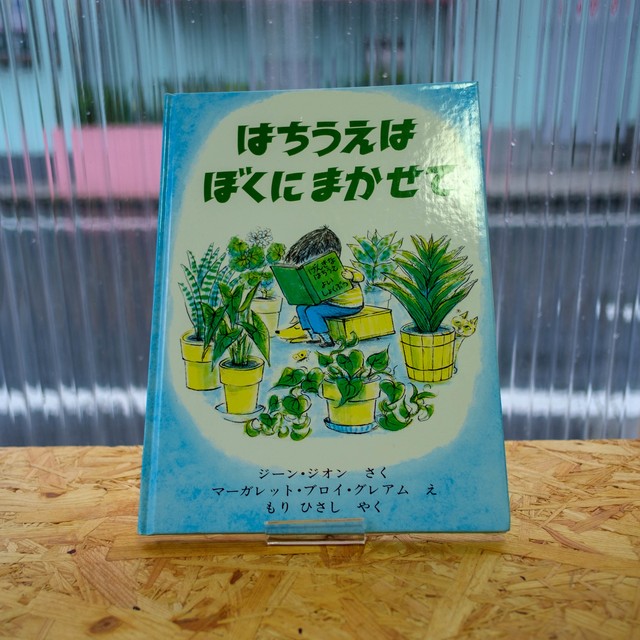 はちうえは
ぼくにまかせて
ジーン・ジオン さく
マーガレット・ブロイ・グレアム え
もり ひさし やく